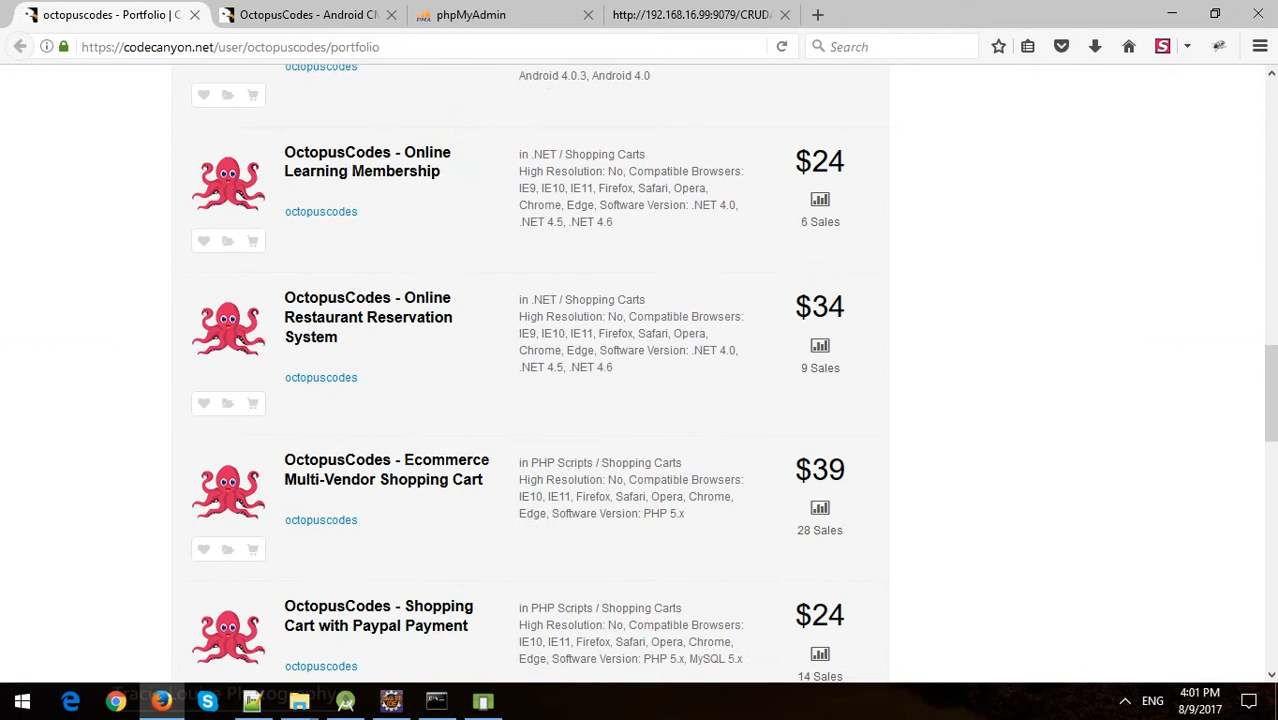 octopuscodes - Portfolio | C
OctopusCodes - Android C
phpMyAdmin
http://192.168.16.99:9079/CRUDA
https://codecanyon.net/user/octopuscodes/portfolio
Search
octopuscodes
Android 4.0.3, Android 4.0
OctopusCodes - Online
Learning Membership
octopuscodes
in .NET / Shopping Carts
High Resolution: No, Compatible Browsers:
IE9, IE10, IE11, Firefox, Safari, Opera,
Chrome, Edge, Software Version: .NET 4.0,
.NET 4.5, .NET 4.6
$24
6 Sales
OctopusCodes - Online
Restaurant Reservation
System
octopuscodes
in .NET / Shopping Carts
High Resolution: No, Compatible Browsers:
IE9, IE10, IE11, Firefox, Safari, Opera,
Chrome, Edge, Software Version: .NET 4.0,
.NET 4.5, .NET 4.6
$34
9 Sales
OctopusCodes - Ecommerce
Multi-Vendor Shopping Cart
octopuscodes
in PHP Scripts / Shopping Carts
High Resolution: No, Compatible Browsers:
IE10, IE11, Firefox, Safari, Opera, Chrome,
Edge, Software Version: PHP 5.x
$39
28 Sales
OctopusCodes - Shopping
Cart with Paypal Payment
octopuscodes
in PHP Scripts / Shopping Carts
High Resolution: No, Compatible Browsers:
IE10, IE11, Firefox, Safari, Opera, Chrome,
Edge, Software Version: PHP 5.x, MySQL 5.x
$24
14 Sales
Photography
ENG
4:01 PM
8/9/2017